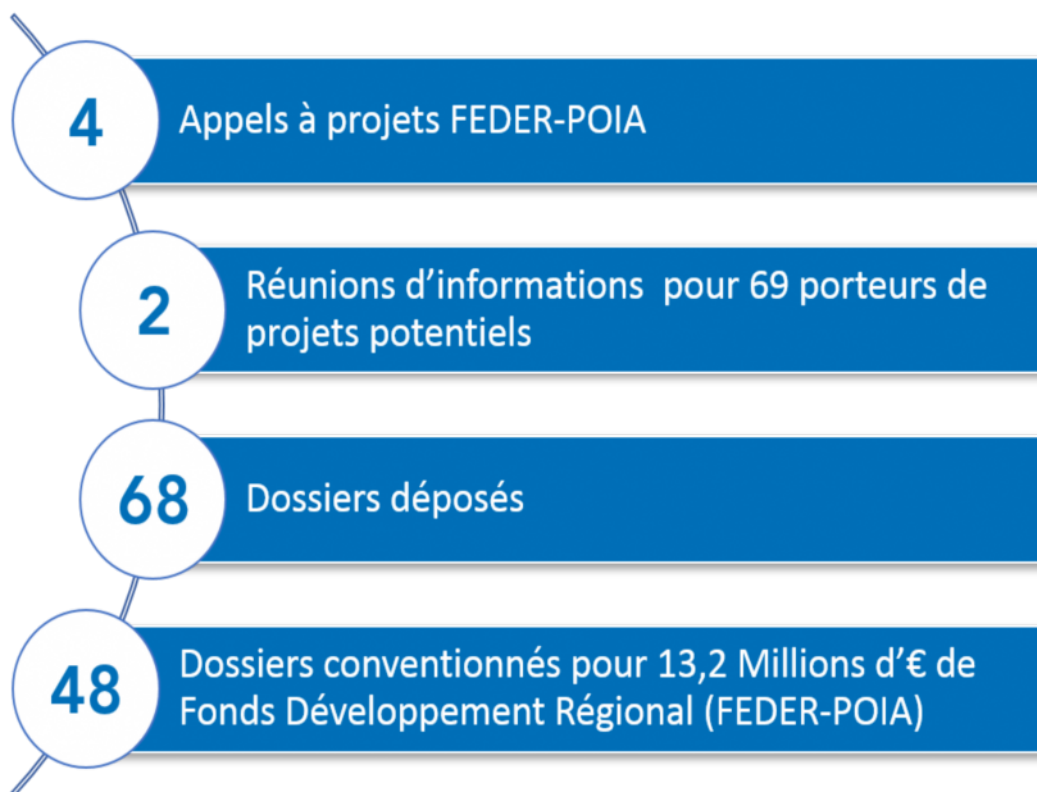 4
Appels à projets FEDER-POIA
2
Réunions d’informations  pour 69 porteurs de
projets potentiels
68
Dossiers déposés
48
Dossiers conventionnés pour 13,2 Millions d’€ de
Fonds Développement Régional (FEDER-POIA)